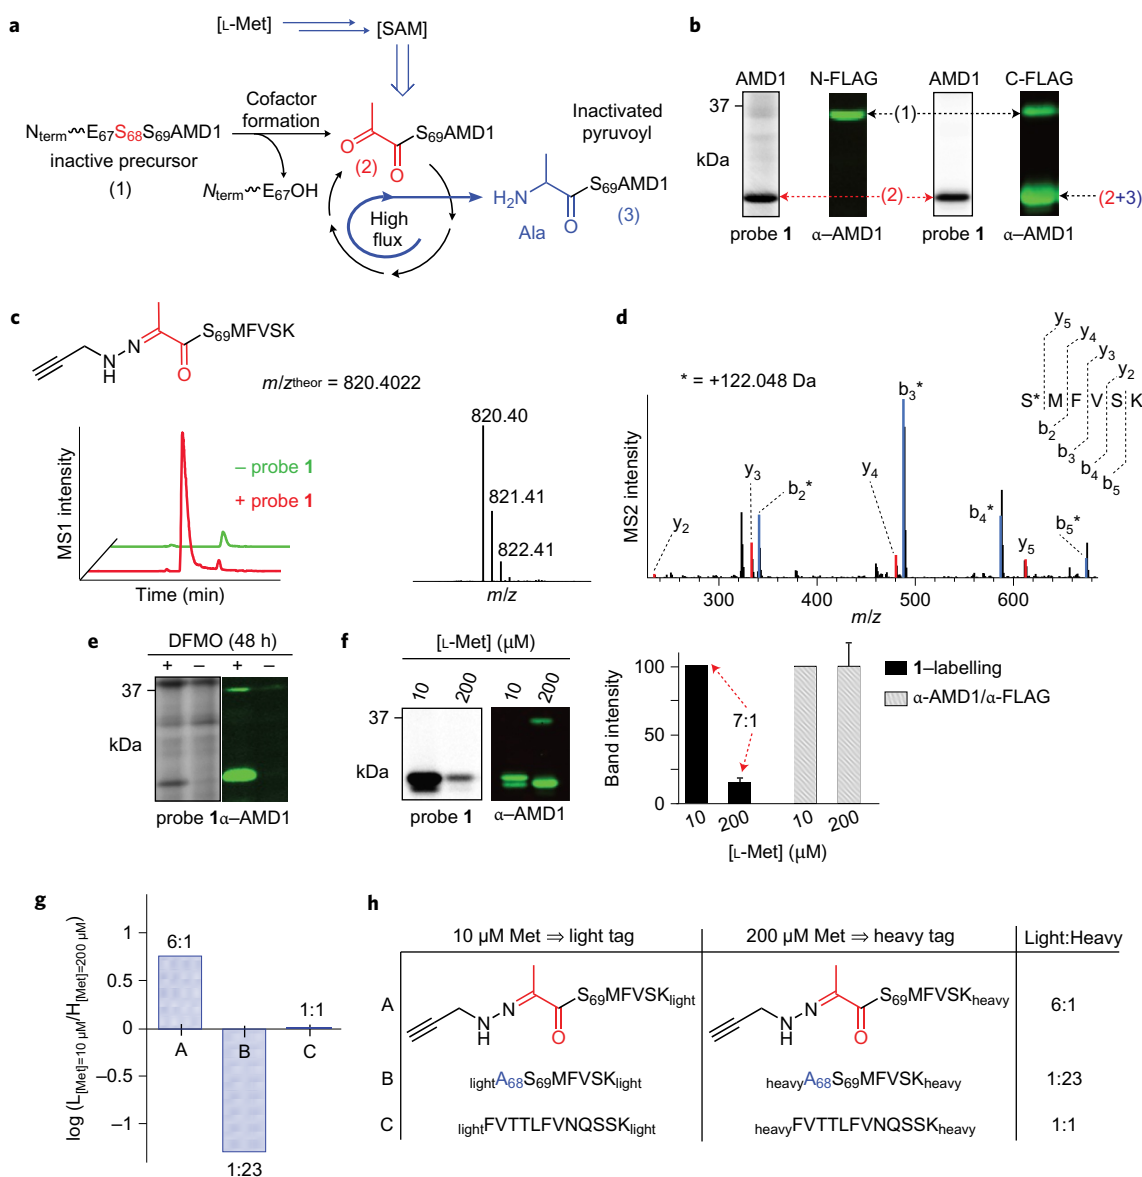 a
[L-Met]
[SAM]
Cofactor
formation
Nterm E67S68S69AMD1
inactive precursor
(1)
Nterm E67OH
O
O
S69AMD1
(2)
High
flux
Inactivated
pyruvoyl
H2N
O
S69AMD1
Ala
(3)
b
AMD1 N-FLAG AMD1 C-FLAG
37
kDa
(1)
(2)
(2+3)
probe 1 α–AMD1 probe 1 α–AMD1
c
N
H
N
O
S69MFVSK
m/ztheor = 820.4022
MS1 intensity
– probe 1
+ probe 1
Time (min)
820.40
821.41
822.41
m/z
d
* = +122.048 Da
MS2 intensity
y2
y3
b2*
y4
b3*
b4*
y5
b5*
300 400 500 600
m/z
y5
y4
y3
y2
S* M F V S K
b2
b3
b4
b5
e
DFMO (48 h)
+ – + –
37
kDa
probe 1 α–AMD1
f
[L-Met] (μM)
10 200 10 200
37
kDa
probe 1 α–AMD1
Band intensity
100
50
0
7:1
10 200 10 200
[L-Met] (μM)
1–labelling
α-AMD1/α-FLAG
g
log (L[Met]=10 μM/H[Met]=200 μM)
1
0.5
0
–0.5
–1
6:1
A
B
1:23
1:1
C
h
10 μM Met ⇒ light tag 200 μM Met ⇒ heavy tag Light:Heavy
A
N
H
N
O
S69MFVSKlight
N
H
N
O
S69MFVSKheavy
6:1
B lightA68S69MFVSKlight heavyA68S69MFVSKheavy 1:23
C lightFVTTLFVNQSSKlight heavyFVTTLFVNQSSKheavy 1:1